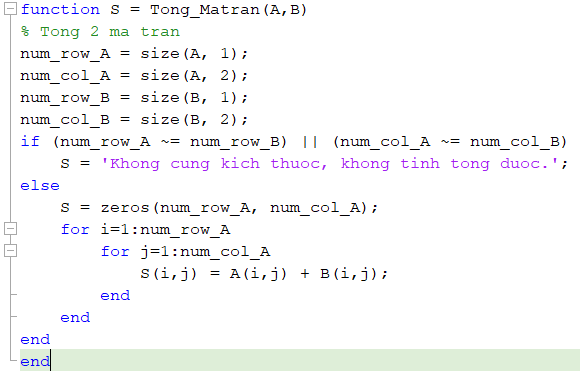 function S = Tong_Matran(A,B)
% Tong 2 ma tran
num_row_A = size(A, 1);
num_col_A = size(A, 2);
num_row_B = size(B, 1);
num_col_B = size(B, 2);
if (num_row_A ~= num_row_B) || (num_col_A ~= num_col_B)
    S = 'Khong cung kich thuoc, khong tinh tong duoc.';
else
    S = zeros(num_row_A, num_col_A);
    for i=1:num_row_A
        for j=1:num_col_A
            S(i,j) = A(i,j) + B(i,j);
        end
    end
end
end